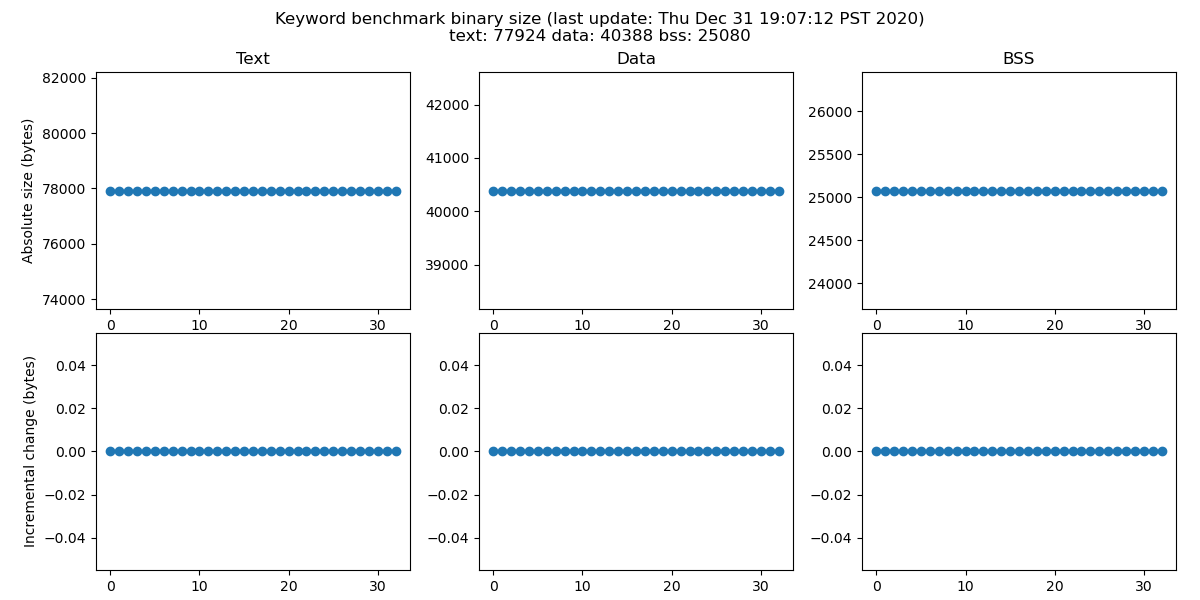 Keyword benchmark binary size (last update: Thu Dec 31 19:07:12 PST 2020)
text: 77924 data: 40388 bss: 25080
Text
Data
BSS
Absolute size (bytes)
82000
80000
78000
76000
74000
0 10 20 30
42000
41000
40000
39000
0 10 20 30
26000
25500
25000
24500
24000
0 10 20 30
Incremental change (bytes)
0.04
0.02
0.00
−0.02
−0.04
0 10 20 30
0.04
0.02
0.00
−0.02
−0.04
0 10 20 30
0.04
0.02
0.00
−0.02
−0.04
0 10 20 30